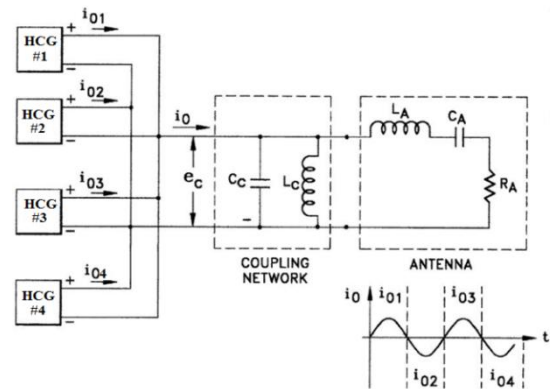 HCG
#1
+
−
i01
HCG
#2
+
−
i02
HCG
#3
+
−
i03
HCG
#4
+
−
i04
i0
ec
CC
−
LC
COUPLING
NETWORK
LA
CA
RA
ANTENNA
i0
i01
i03
t
i02
i04